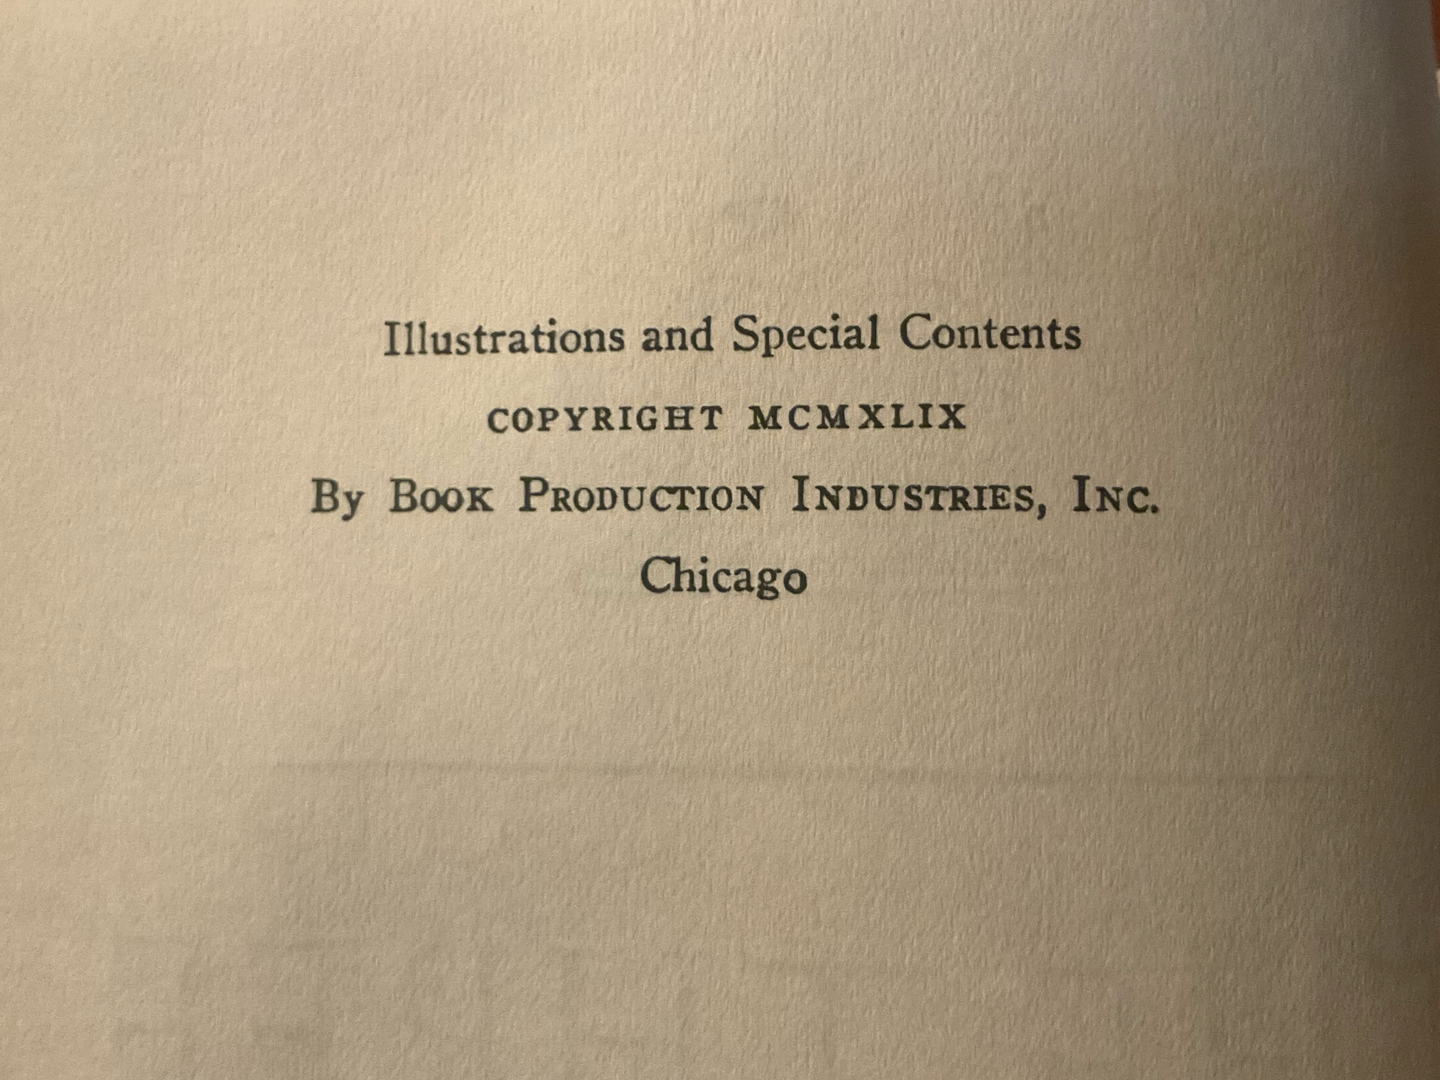 Illustrations and Special Contents
COPYRIGHT MCMXLIX
By Book Production Industries, Inc.
Chicago